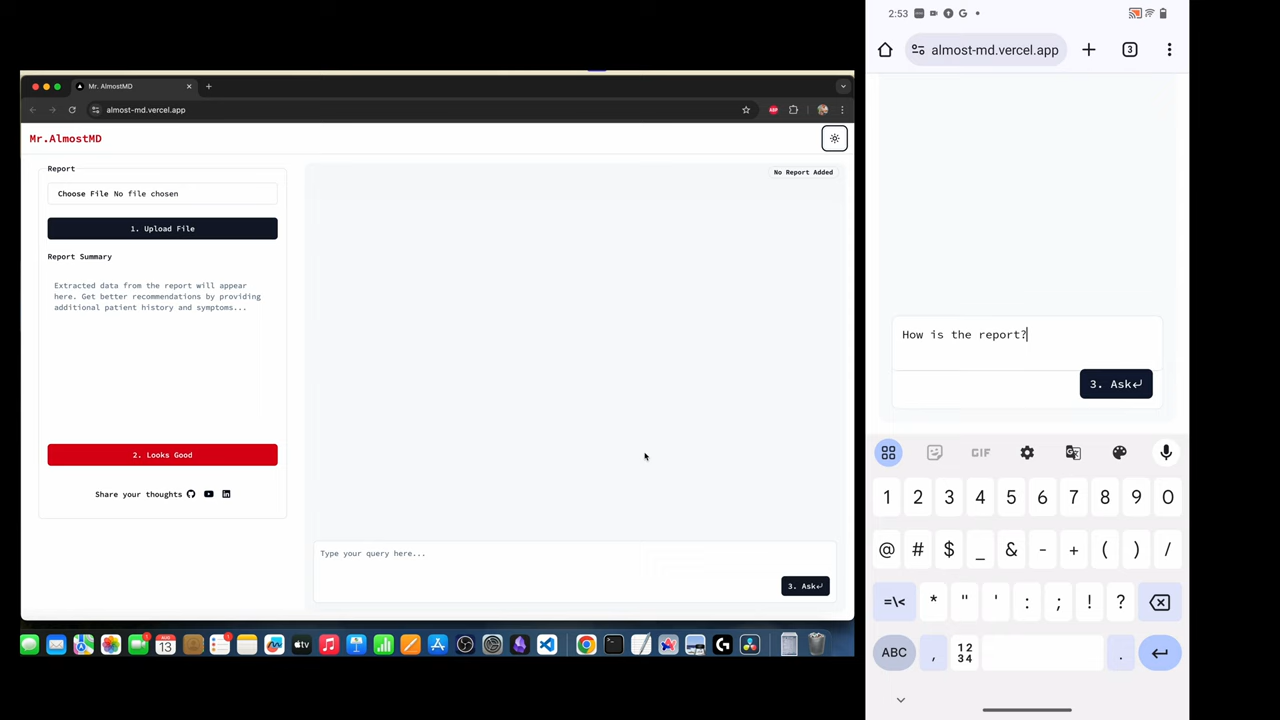 Mr. AlmostMD
almost-md.vercel.app
Mr.AlmostMD
Report
Choose File No file chosen
1. Upload File
Report Summary
Extracted data from the report will appear
here. Get better recommendations by providing
additional patient history and symptoms...
2. Looks Good
Share your thoughts
No Report Added
Type your query here...
3. Ask↵
AUG
13
tv
2:53
G
almost-md.vercel.app
3
How is the report?
3. Ask↵
GIF
1 2 3 4 5 6 7 8 9 0
@ # $ _ & - + ( ) /
=\< * " ' : ; ! ?
ABC , 12 34 .